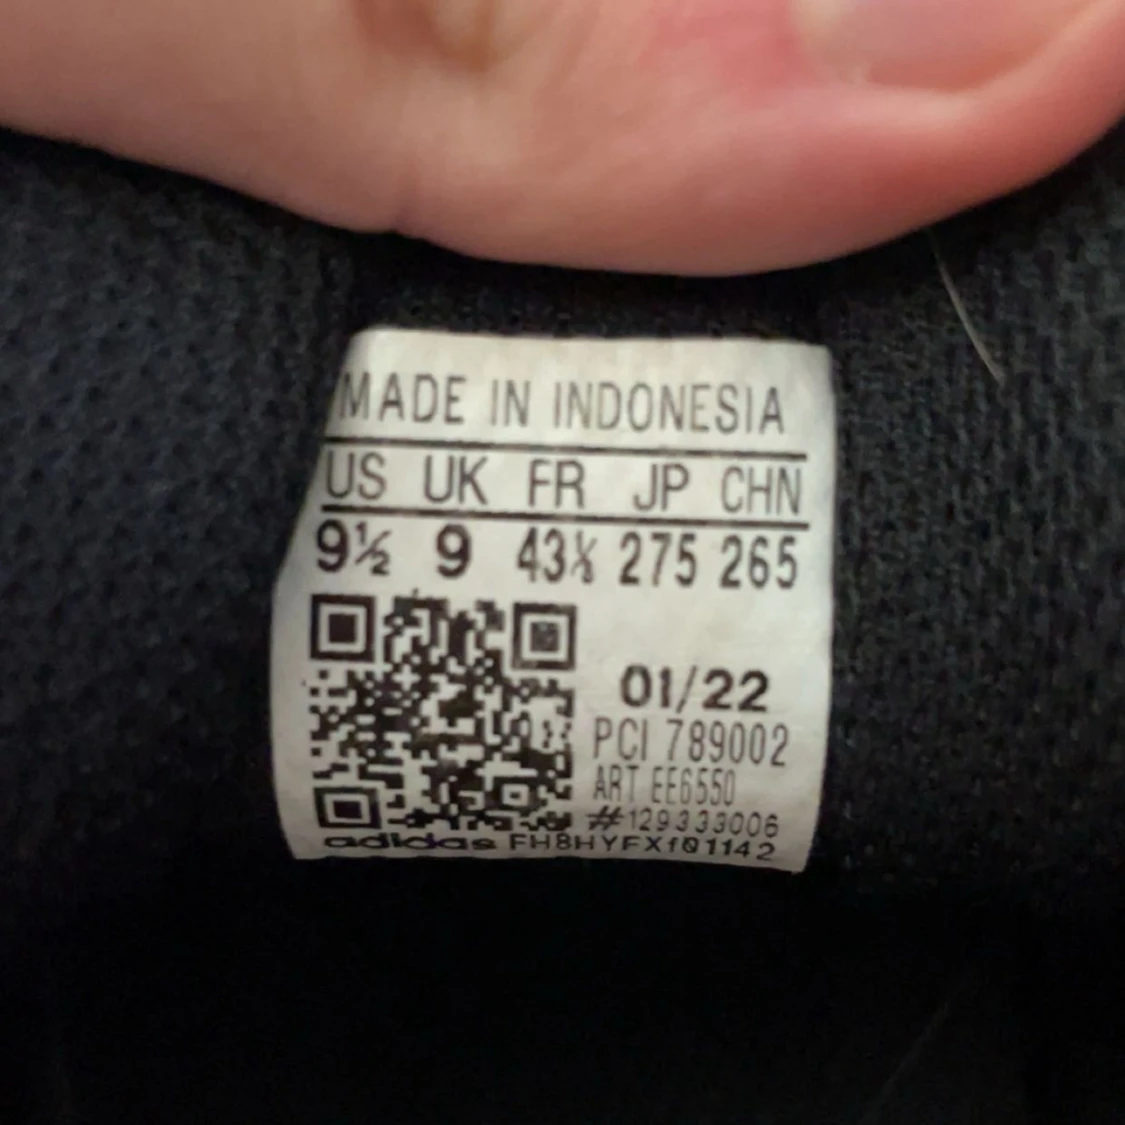 MADE IN INDONESIA
US UK FR JP CHN
9½ 9 43⅓ 275 265
01/22
PCI 789002
ART EE6550
#129333006
adidas FH8HYFXf01142